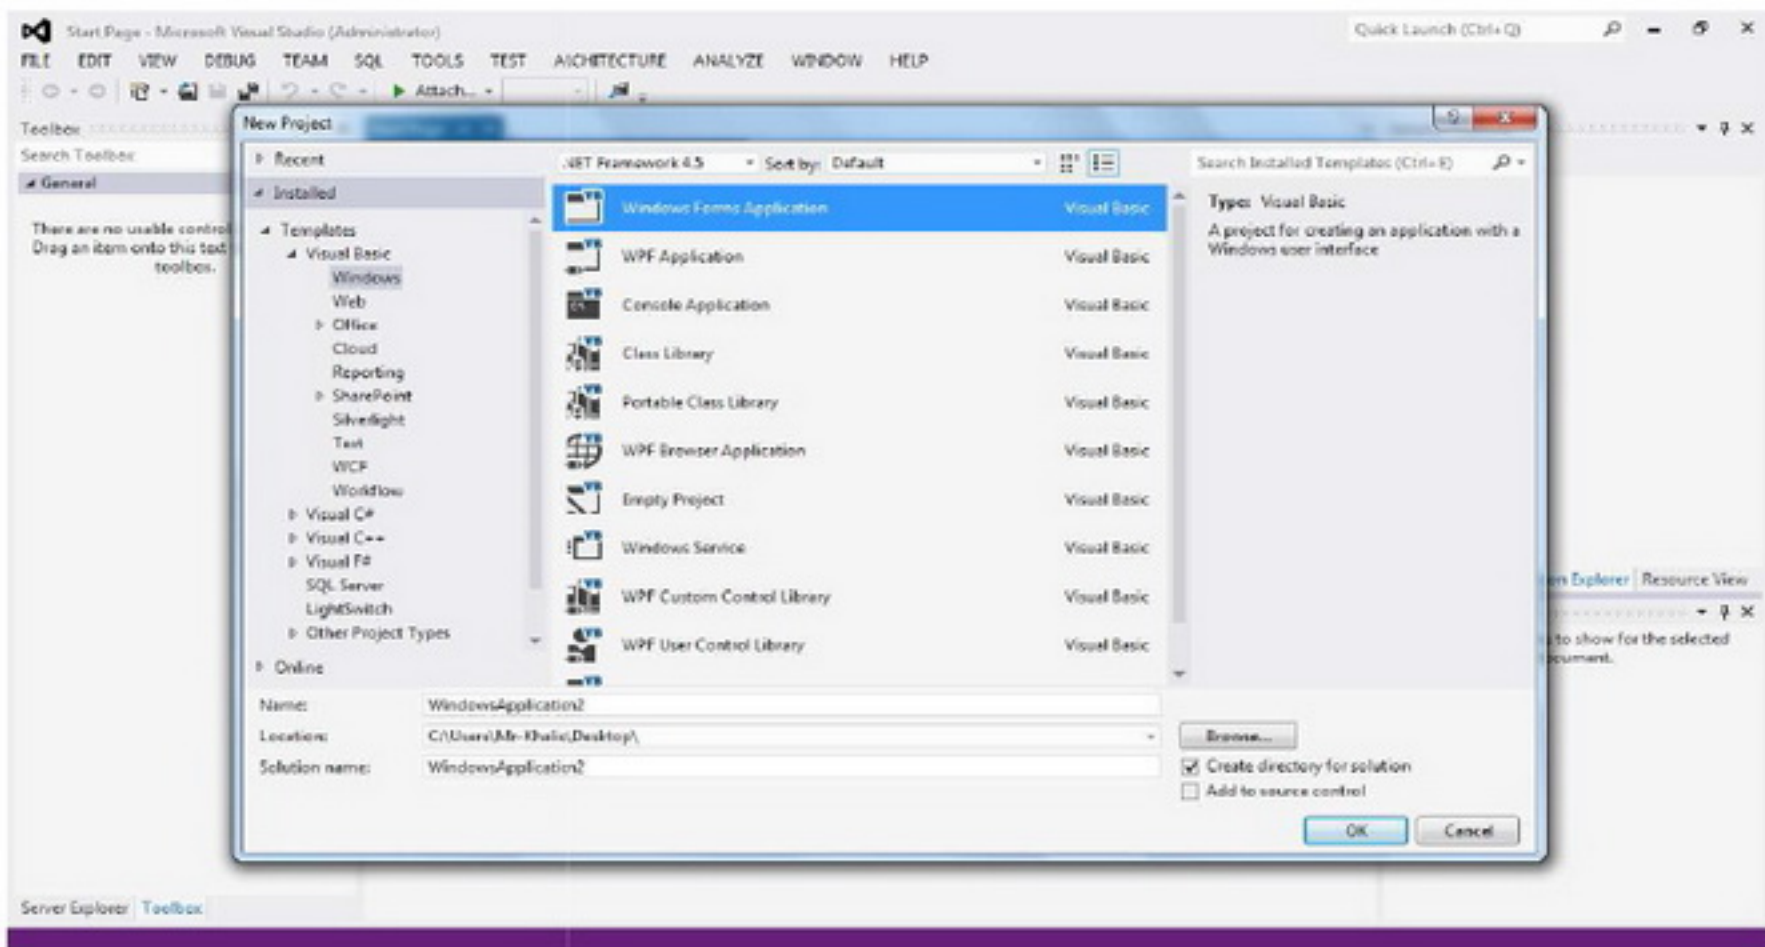 Start Page - Microsoft Visual Studio (Administrator)
Quick Launch (Ctrl+Q)
FILE EDIT VIEW DEBUG TEAM SQL TOOLS TEST ARCHITECTURE ANALYZE WINDOW HELP
Attach...
Toolbox
Search Toolbox
General
There are no usable control
Drag an item onto this text
toolbox.
New Project
Recent
.NET Framework 4.5
Sort by: Default
Search Installed Templates (Ctrl+E)
Installed
Templates
Visual Basic
Windows
Web
Office
Cloud
Reporting
SharePoint
Silverlight
Test
WCF
Workflow
Visual C#
Visual C++
Visual F#
SQL Server
LightSwitch
Other Project Types
Online
Windows Forms Application Visual Basic
WPF Application Visual Basic
Console Application Visual Basic
Class Library Visual Basic
Portable Class Library Visual Basic
WPF Browser Application Visual Basic
Empty Project Visual Basic
Windows Service Visual Basic
WPF Custom Control Library Visual Basic
WPF User Control Library Visual Basic
Type: Visual Basic
A project for creating an application with a
Windows user interface
Name: WindowsApplication2
Location: C:\Users\Mr-Khalid\Desktop\
Browse...
Solution name: WindowsApplication2
Create directory for solution
Add to source control
OK Cancel
on Explorer Resource View
to show for the selected
ocument.
Server Explorer Toolbox